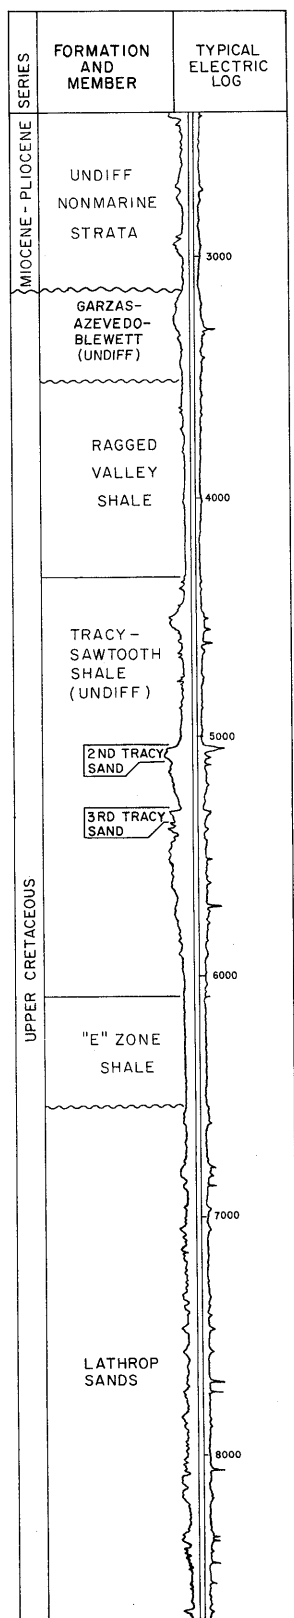 SERIES
FORMATION
AND
MEMBER
TYPICAL
ELECTRIC
LOG
MIOCENE - PLIOCENE
UNDIFF
NONMARINE
STRATA
3000
GARZAS-
AZEVEDO-
BLEWETT
(UNDIFF)
RAGGED
VALLEY
SHALE
4000
TRACY-
SAWTOOTH
SHALE
(UNDIFF)
5000
2ND TRACY
SAND
3RD TRACY
SAND
UPPER CRETACEOUS
6000
"E" ZONE
SHALE
7000
LATHROP
SANDS
8000